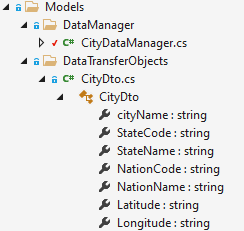 Models
DataManager
C# CityDataManager.cs
DataTransferObjects
C# CityDto.cs
CityDto
cityName : string
StateCode : string
StateName : string
NationCode : string
NationName : string
Latitude : string
Longitude : string